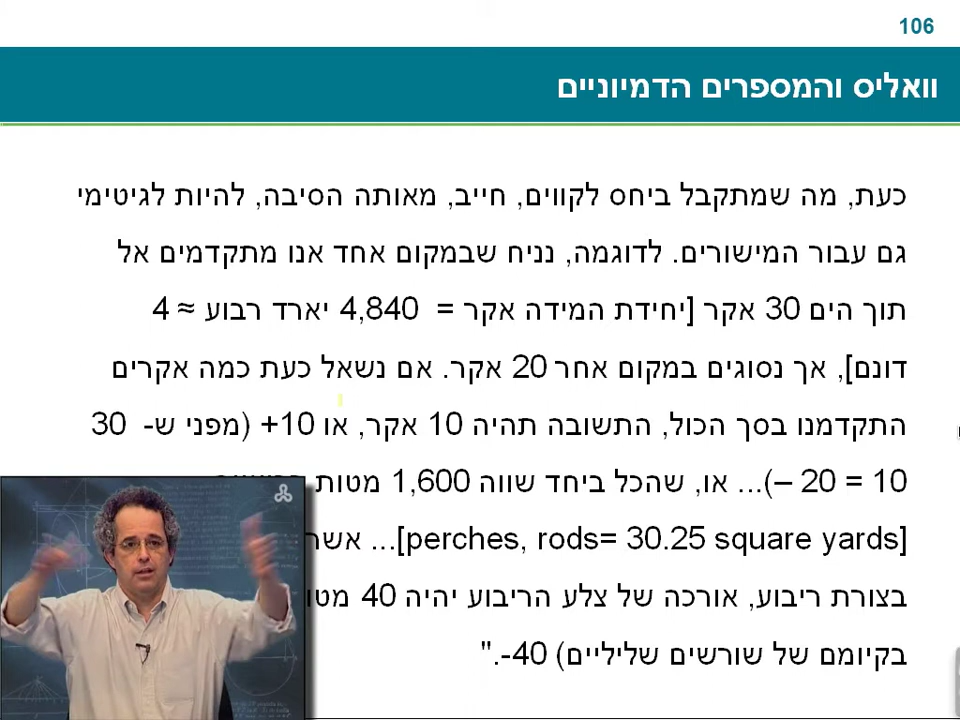 106
וואליס והמספרים הדמיוניים
כעת, מה שמתקבל ביחס לקווים, חייב, מאותה הסיבה, להיות לגיטימי
גם עבור המישורים. לדוגמה, נניח שבמקום אחד אנו מתקדמים אל
תוך הים 30 אקר [יחידת המידה אקר = 4,840 יארד רבוע ≈ 4
דונם], אך נסוגים במקום אחר 20 אקר. אם נשאל כעת כמה אקרים
התקדמנו בסך הכול, התשובה תהיה 10 אקר, או 10+ (מפני ש- 30
– 20 = 10)... או, שהכל ביחד שווה 1,600 מטות
[perches, rods= 30.25 square yards]... אשר
בצורת ריבוע, אורכה של צלע הריבוע יהיה 40
בקיומם של שורשים שליליים) 40-."